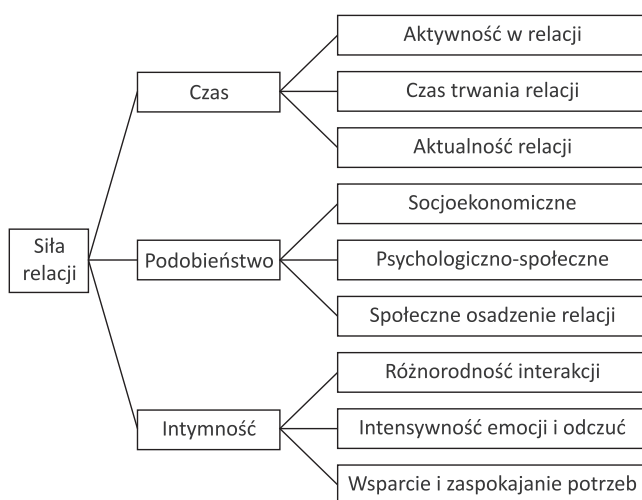 Siła
relacji
Czas
Aktywność w relacji
Czas trwania relacji
Aktualność relacji
Podobieństwo
Socjoekonomiczne
Psychologiczno-społeczne
Społeczne osadzenie relacji
Intymność
Różnorodność interakcji
Intensywność emocji i odczuć
Wsparcie i zaspokajanie potrzeb